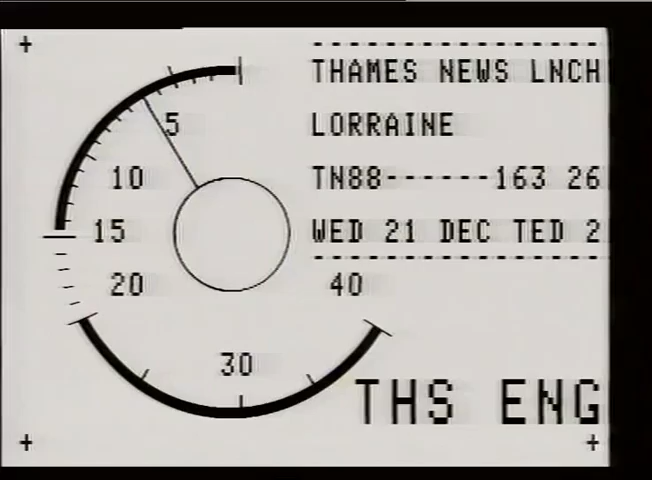 THAMES NEWS LNCH
5
LORRAINE
10
TN88------163 26
15
WED 21 DEC TED 2
20
40
30
THS ENG